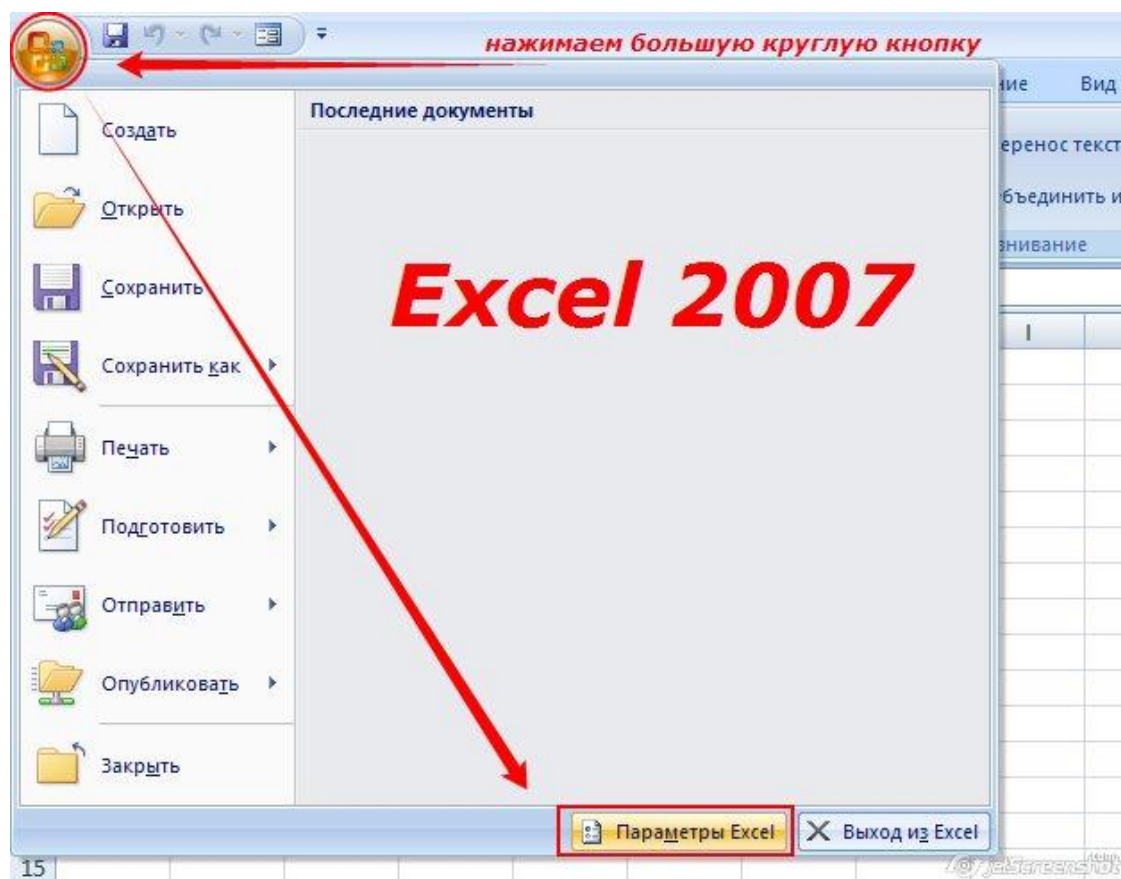 нажимаем большую круглую кнопку
Последние документы
Создать
Открыть
Сохранить
Сохранить как
Печать
Подготовить
Отправить
Опубликовать
Закрыть
Excel 2007
Параметры Excel
Выход из Excel
ние Вид
еренос текст
бъединить и
внивание
I
15